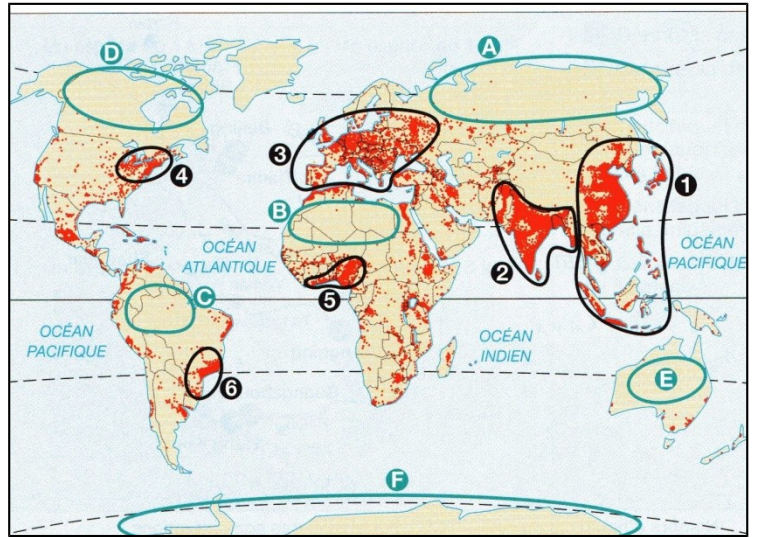 D
A
3
4
1
B
OCÉAN
ATLANTIQUE
OCÉAN
PACIFIQUE
2
5
C
OCÉAN
PACIFIQUE
OCÉAN
INDIEN
6
E
F